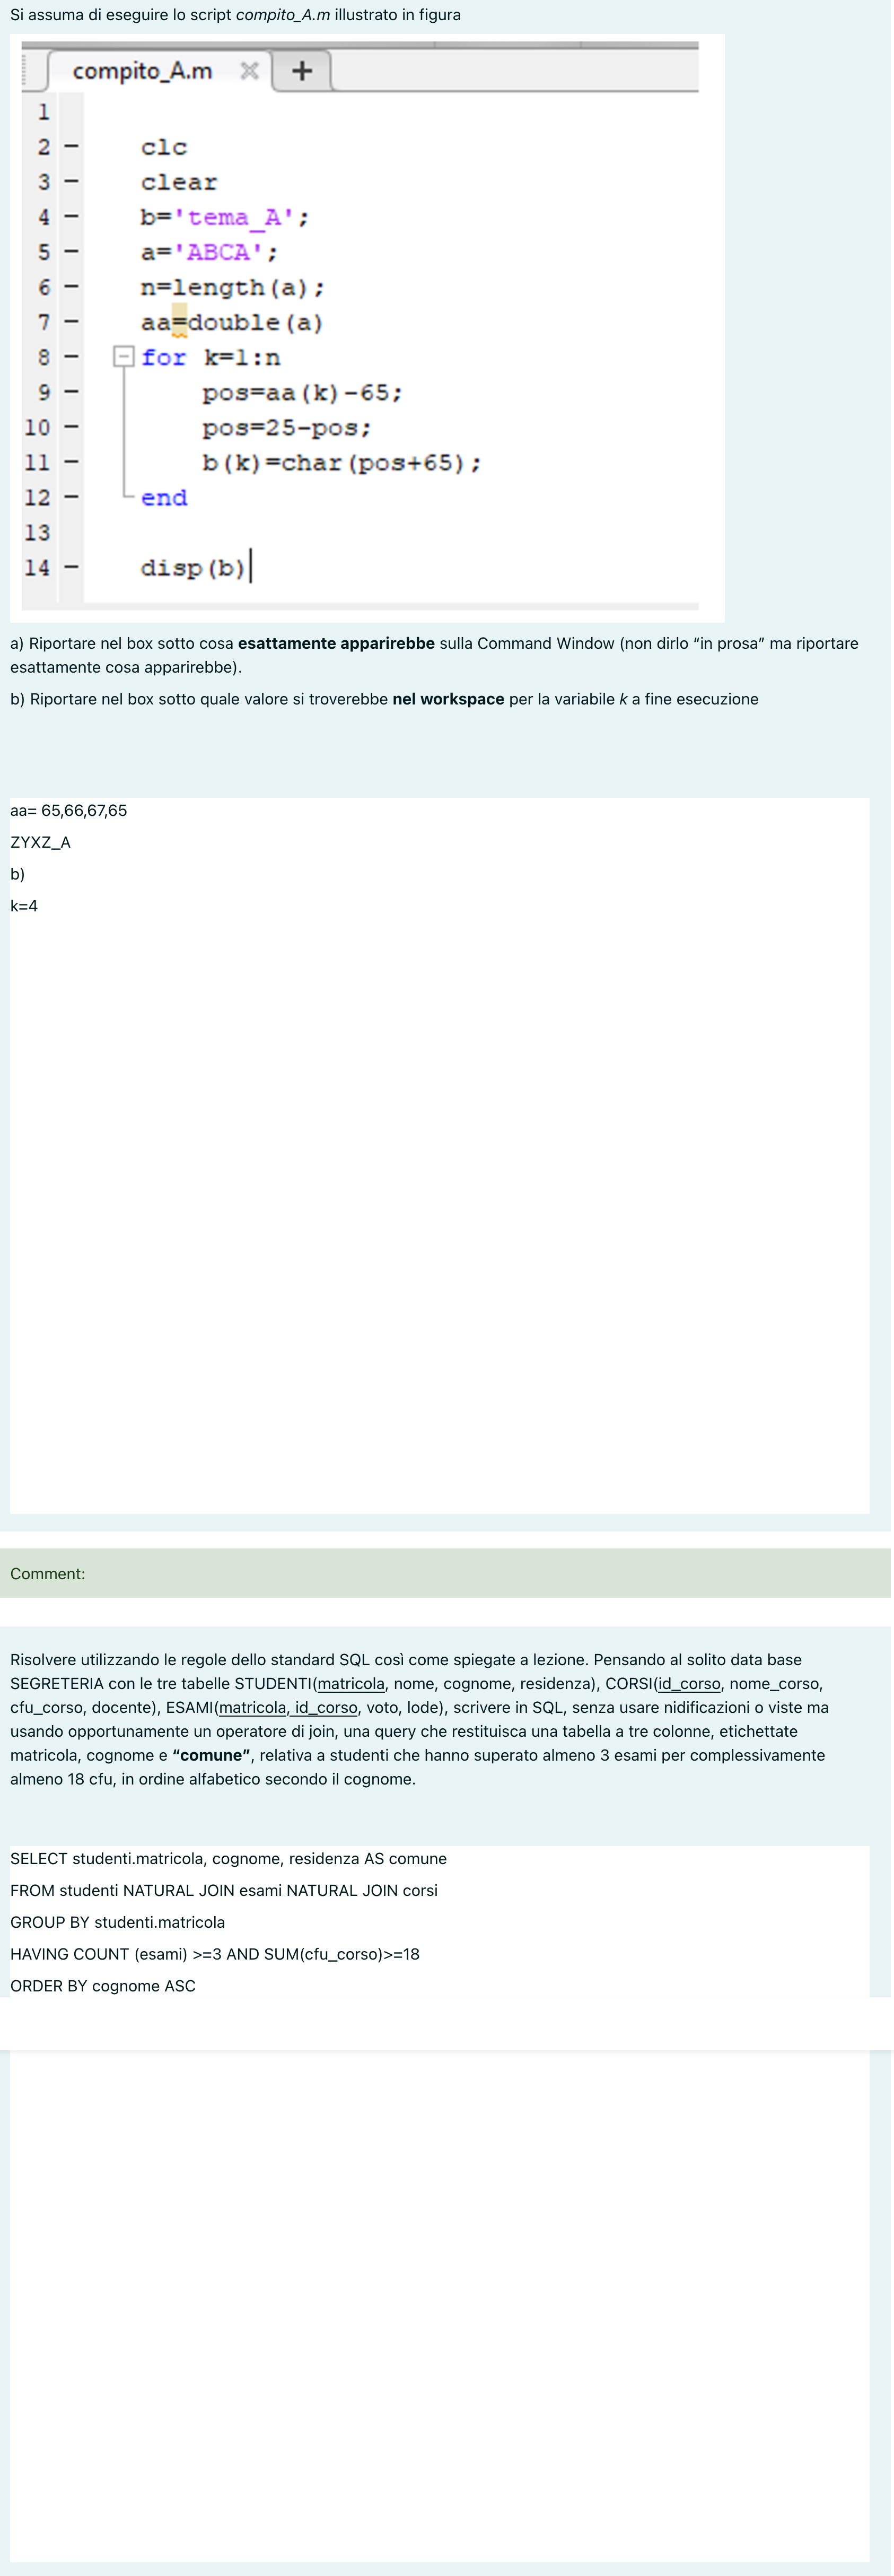 Si assuma di eseguire lo script compito_A.m illustrato in figura
compito_A.m × +
1
2 – clc
3 – clear
4 – b='tema_A';
5 – a='ABCA';
6 – n=length(a);
7 – aa=double(a)
8 – for k=1:n
9 – pos=aa(k)-65;
10 – pos=25-pos;
11 – b(k)=char(pos+65);
12 – end
13
14 – disp(b)
a) Riportare nel box sotto cosa esattamente apparirebbe sulla Command Window (non dirlo “in prosa” ma riportare
esattamente cosa apparirebbe).
b) Riportare nel box sotto quale valore si troverebbe nel workspace per la variabile k a fine esecuzione
aa= 65,66,67,65
ZYXZ_A
b)
k=4
Comment:
Risolvere utilizzando le regole dello standard SQL così come spiegate a lezione. Pensando al solito data base
SEGRETERIA con le tre tabelle STUDENTI(matricola, nome, cognome, residenza), CORSI(id_corso, nome_corso,
cfu_corso, docente), ESAMI(matricola, id_corso, voto, lode), scrivere in SQL, senza usare nidificazioni o viste ma
usando opportunamente un operatore di join, una query che restituisca una tabella a tre colonne, etichettate
matricola, cognome e “comune”, relativa a studenti che hanno superato almeno 3 esami per complessivamente
almeno 18 cfu, in ordine alfabetico secondo il cognome.
SELECT studenti.matricola, cognome, residenza AS comune
FROM studenti NATURAL JOIN esami NATURAL JOIN corsi
GROUP BY studenti.matricola
HAVING COUNT (esami) >=3 AND SUM(cfu_corso)>=18
ORDER BY cognome ASC